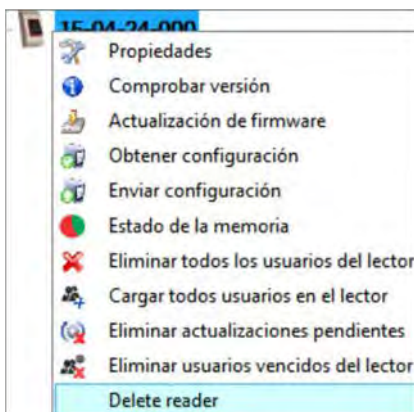 15-04-24-000
Propiedades
Comprobar versión
Actualización de firmware
Obtener configuración
Enviar configuración
Estado de la memoria
Eliminar todos los usuarios del lector
Cargar todos usuarios en el lector
Eliminar actualizaciones pendientes
Eliminar usuarios vencidos del lector
Delete reader